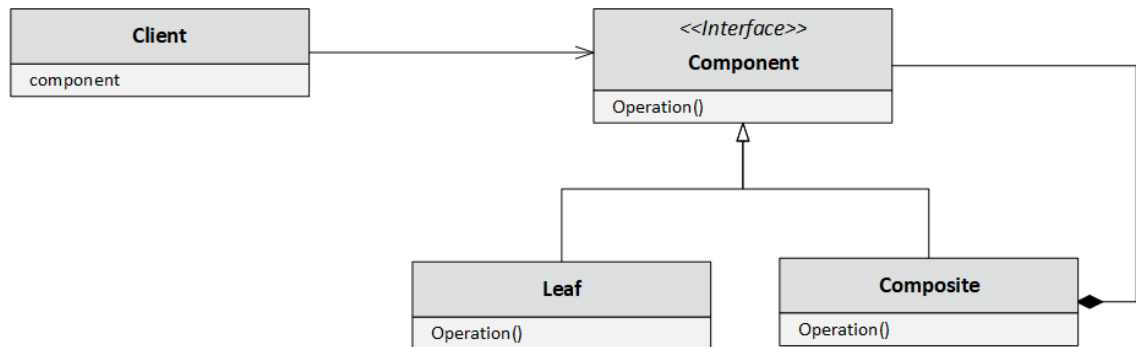 Client
component
<<Interface>>
Component
Operation()
Leaf
Operation()
Composite
Operation()